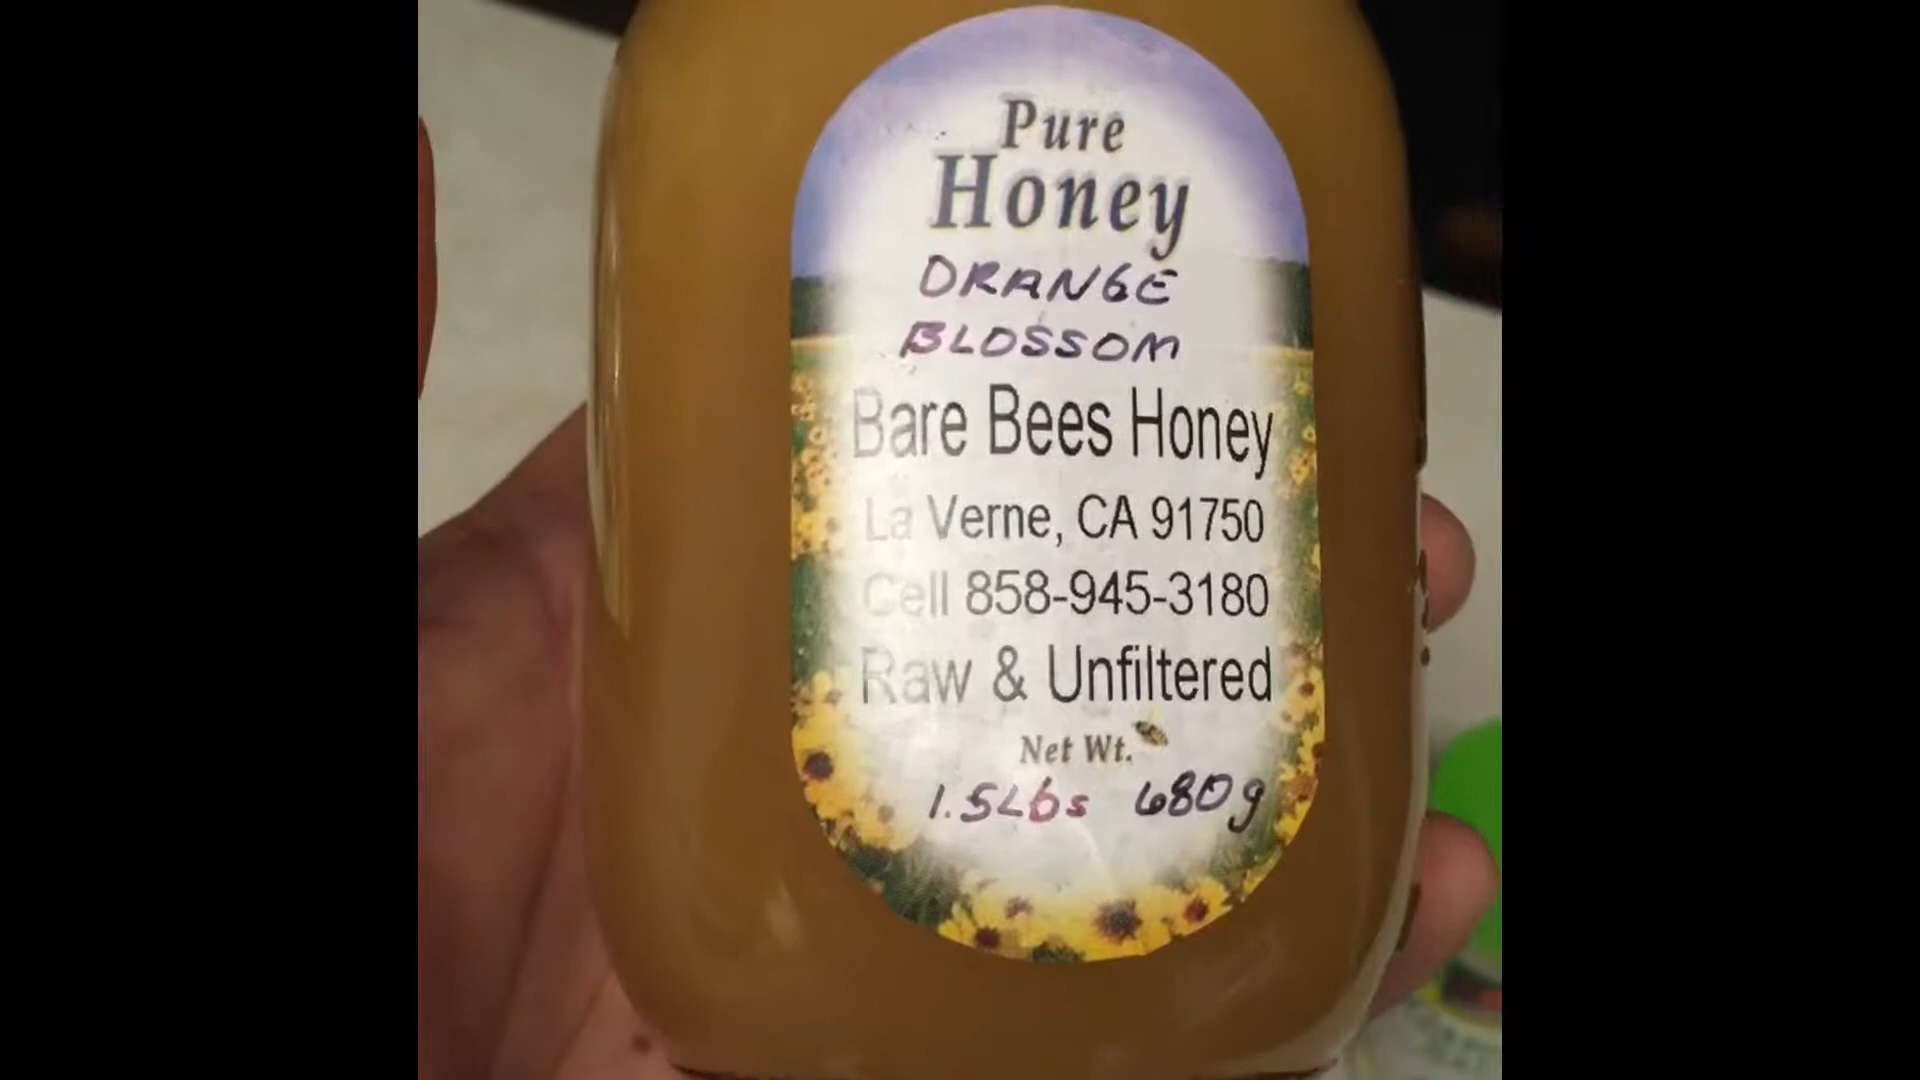 Pure
Honey
ORANGE
BLOSSOM
Bare Bees Honey
La Verne, CA 91750
Cell 858-945-3180
Raw & Unfiltered
Net Wt.
1.5Lbs 680g